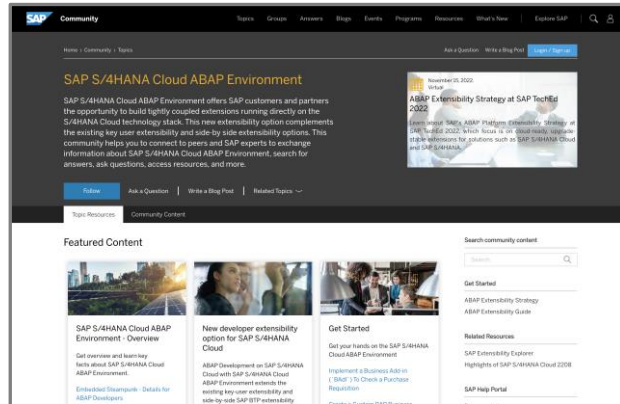 SAP Community Topics Groups Answers Blogs Events Programs Resources What's New Explore SAP
Home / Community / Topics
Ask a Question Write a Blog Post Login / Sign-up
SAP S/4HANA Cloud ABAP Environment
SAP S/4HANA Cloud ABAP Environment offers SAP customers and partners
the opportunity to build tightly coupled extensions running directly on the
S/4HANA Cloud technology stack. This new extensibility option complements
the existing key user extensibility and side-by side extensibility options. This
community helps you to connect to peers and SAP experts to exchange
information about SAP S/4HANA Cloud ABAP Environment, search for
answers, ask questions, access resources, and more.
November 15, 2022
Virtual
ABAP Extensibility Strategy at SAP TechEd
2022
Learn about SAP's ABAP Platform Extensibility Strategy at
SAP TechEd 2022, which focus is on cloud-ready, upgrade-
stable extensions for solutions such as SAP S/4HANA Cloud
and SAP S/4HANA.
Follow Ask a Question Write a Blog Post Related Topics
Topic Resources Community Content
Featured Content
SAP S/4HANA Cloud ABAP
Environment - Overview
Get overview and learn key
facts about SAP S/4HANA Cloud
ABAP Environment.
Embedded Steampunk - Details for
ABAP Developers
New developer extensibility
option for SAP S/4HANA
Cloud
ABAP Development on SAP S/4HANA
Cloud with SAP S/4HANA Cloud
ABAP Environment extends the
existing key-user extensibility and
side-by-side SAP BTP extensibility
Get Started
Get your hands on the SAP S/4HANA
Cloud ABAP Environment
Implement a Business Add-in
("BAdI") To Check a Purchase
Requisition
Search community content
Search
Get Started
ABAP Extensibility Strategy
ABAP Extensibility Guide
Related Resources
SAP Extensibility Explorer
Highlights of SAP S/4HANA Cloud 2208
SAP Help Portal